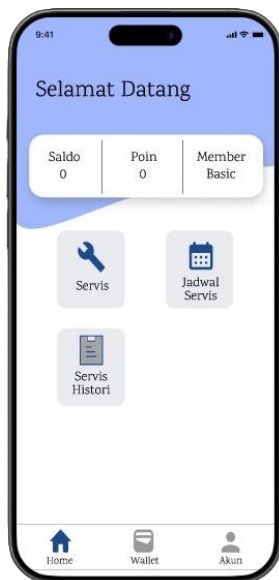 9:41
Selamat Datang
Saldo Poin Member
0 0 Basic
Servis
Jadwal
Servis
Servis
Histori
Home Wallet Akun